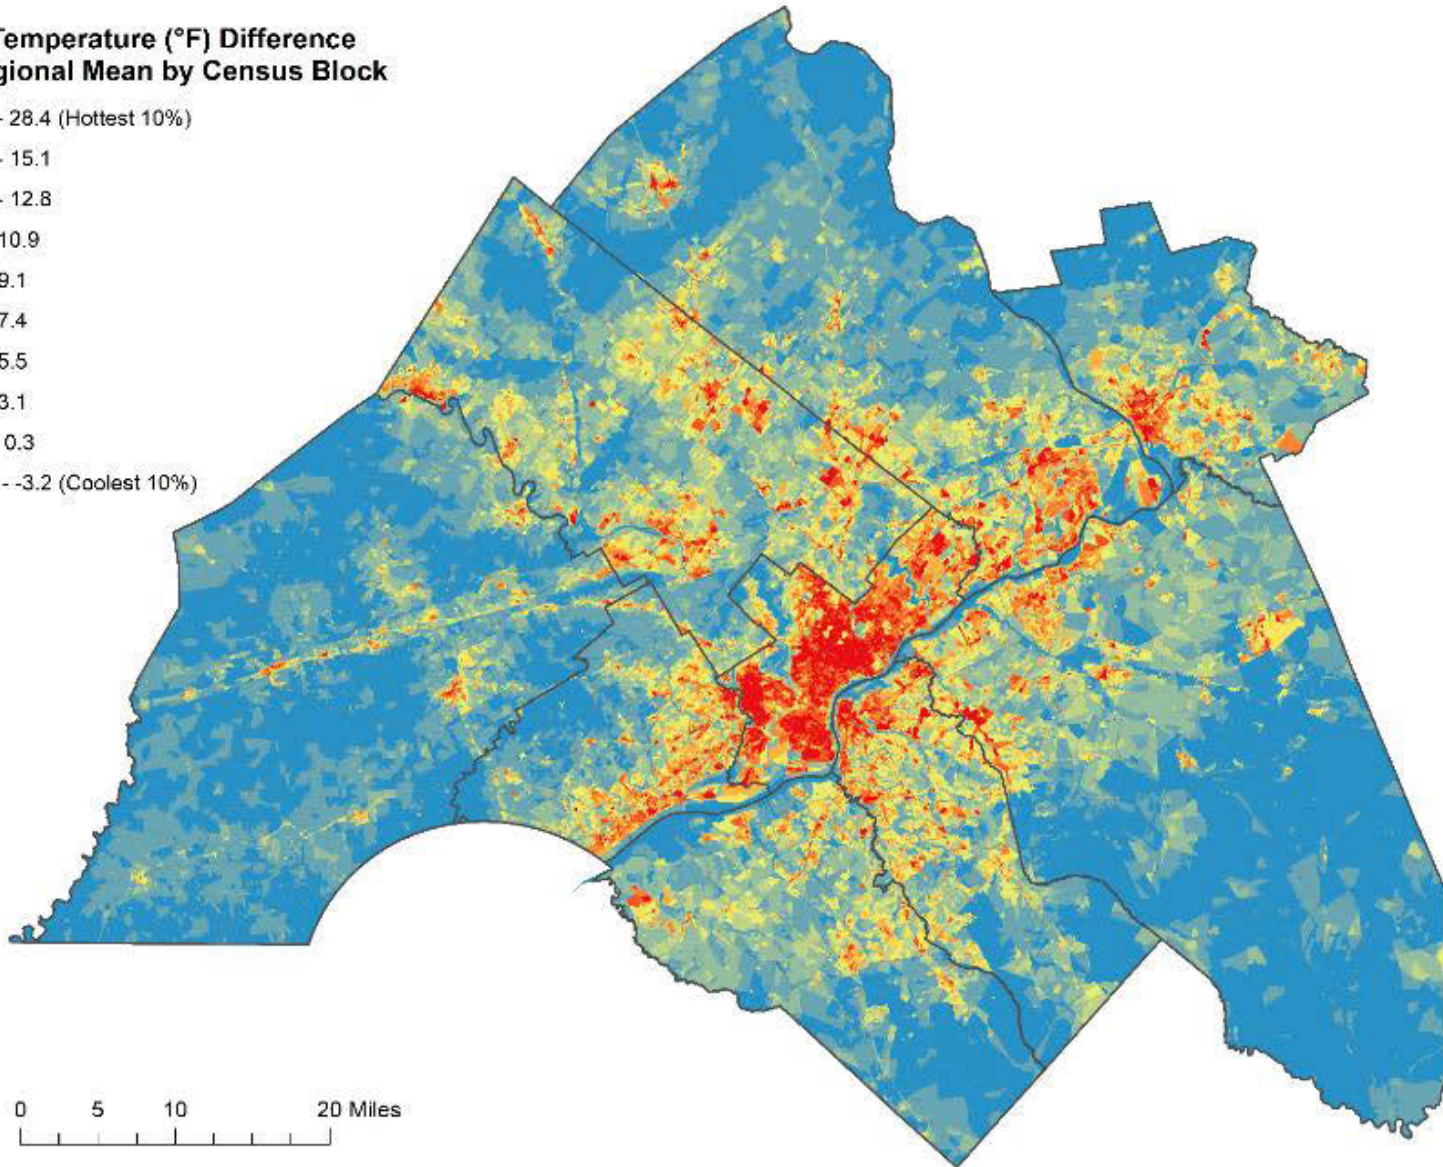 Temperature (°F) Difference
gional Mean by Census Block
- 28.4 (Hottest 10%)
- 15.1
- 12.8
10.9
9.1
7.4
5.5
3.1
0.3
- -3.2 (Coolest 10%)
0 5 10 20 Miles